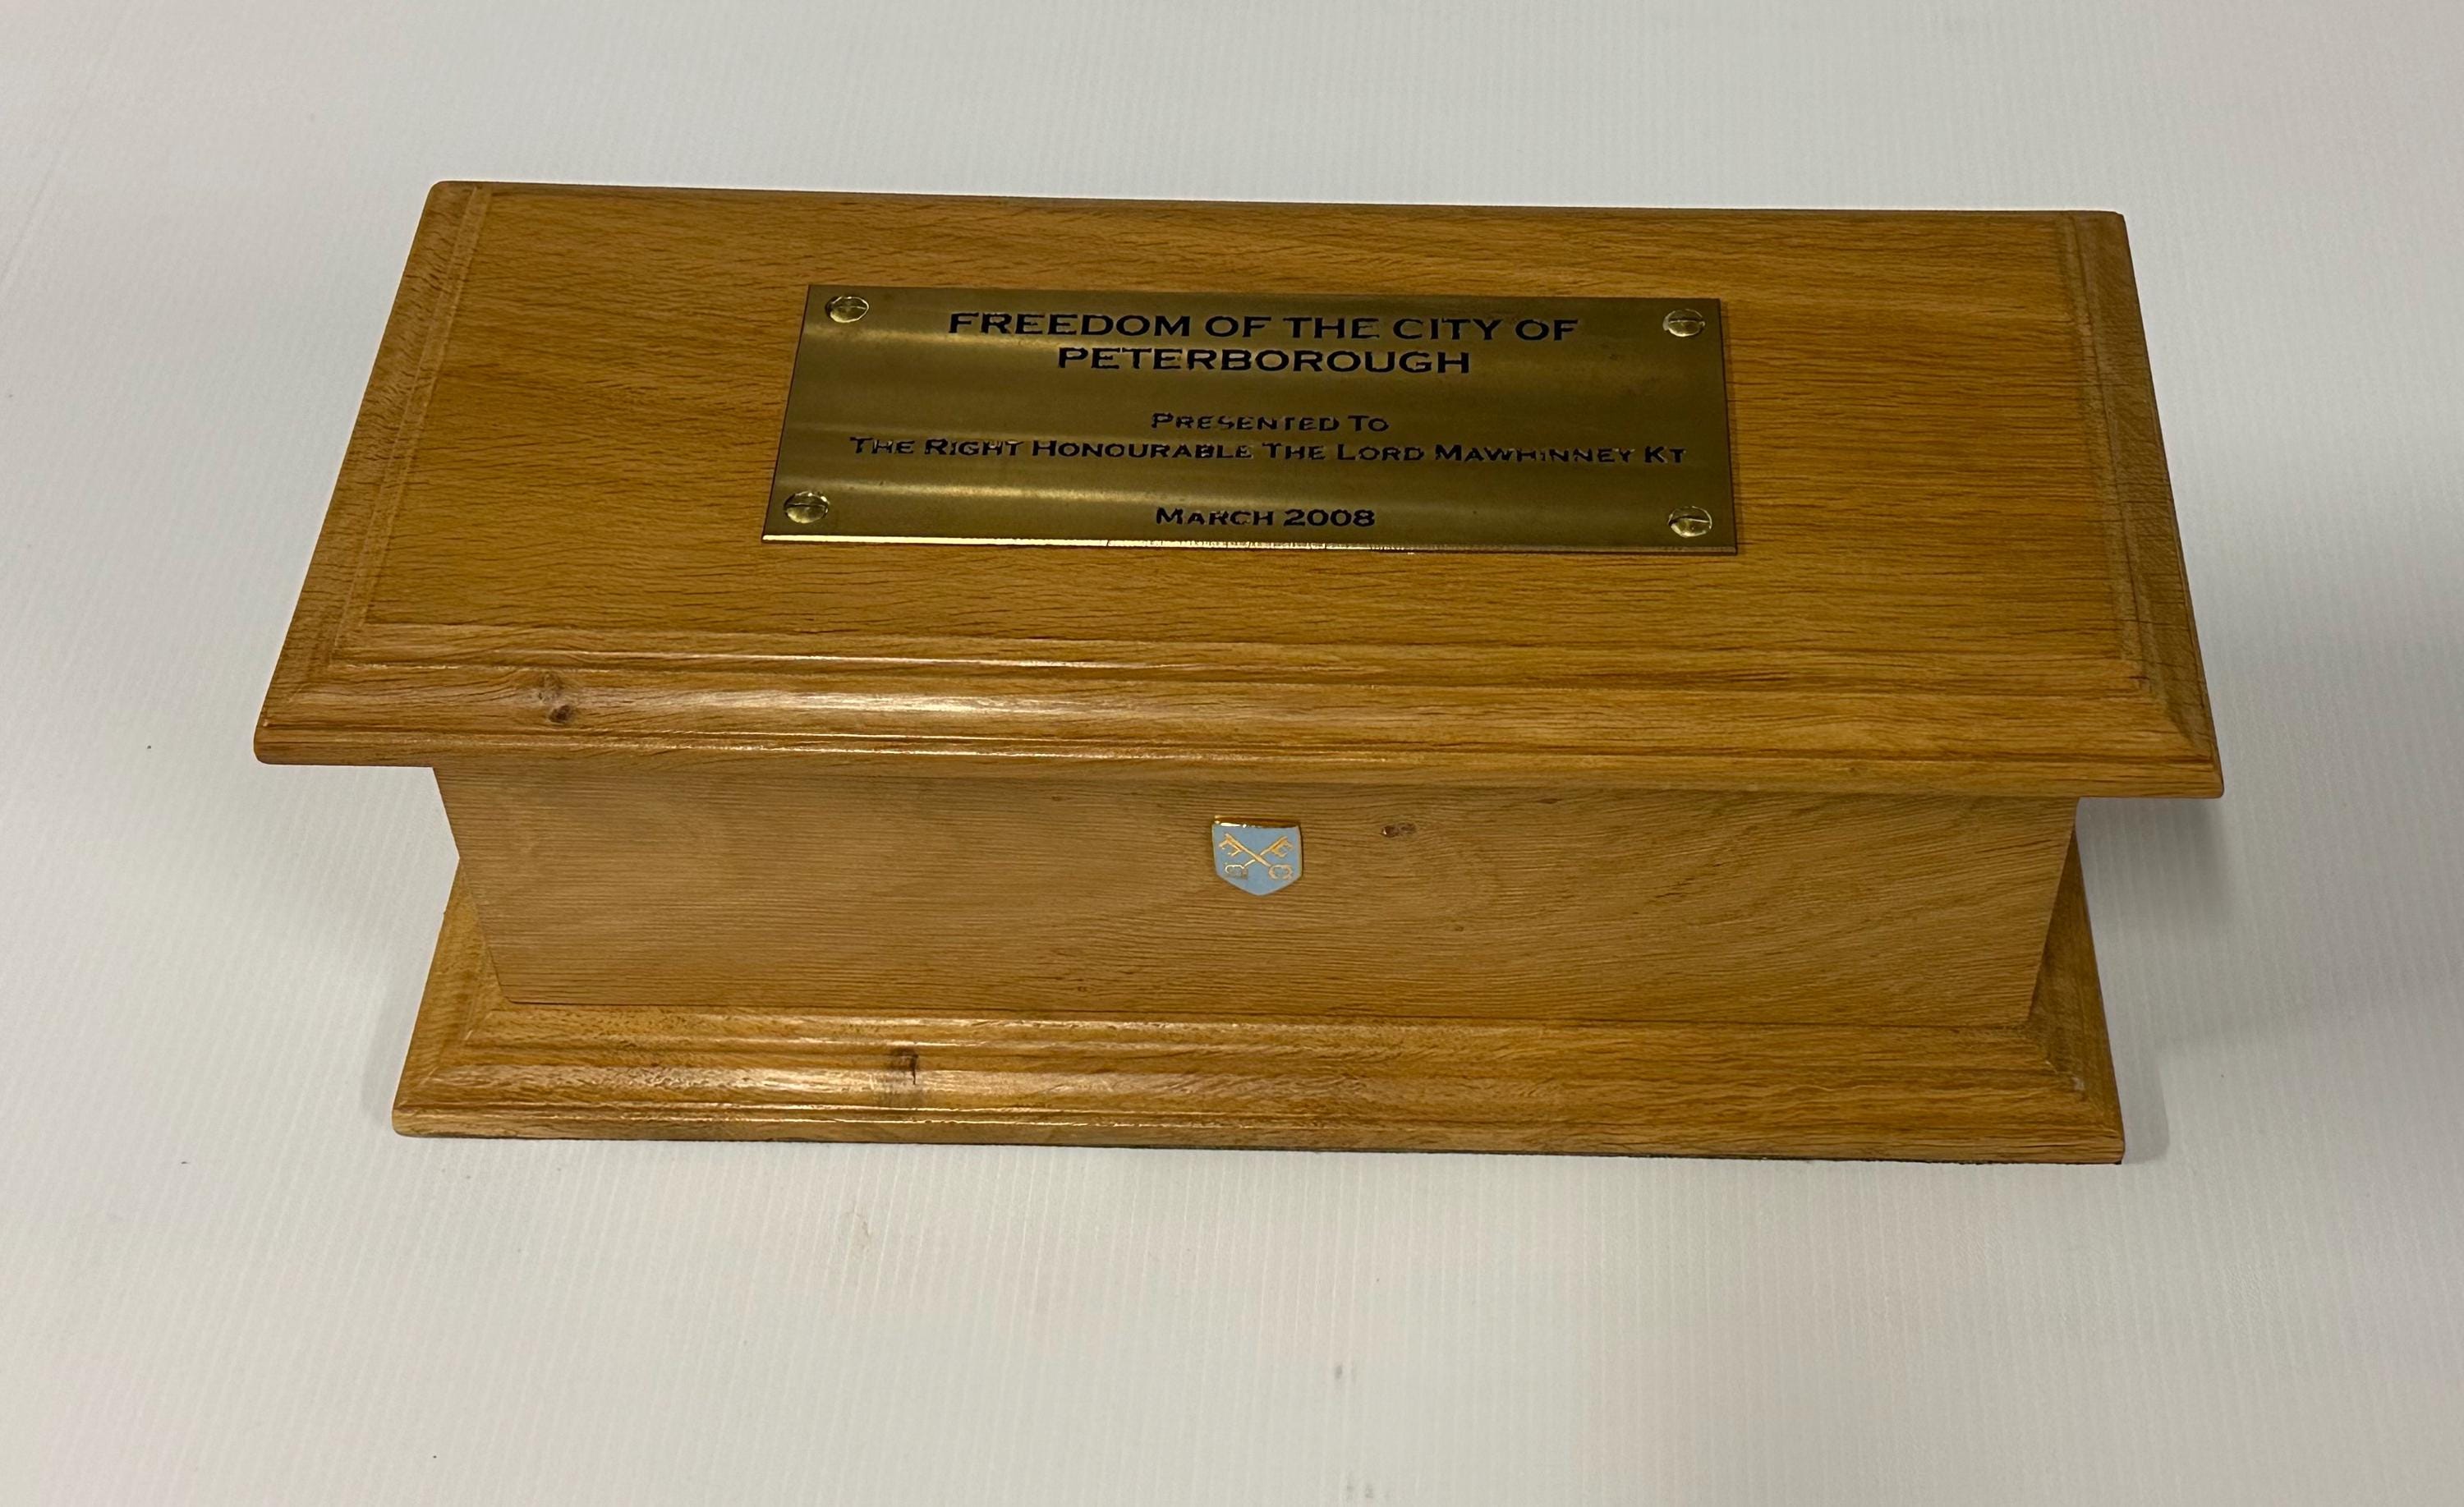 FREEDOM OF THE CITY OF
PETERBOROUGH
PRESENTED TO
THE RIGHT HONOURABLE THE LORD MAWHINNEY KT
MARCH 2008